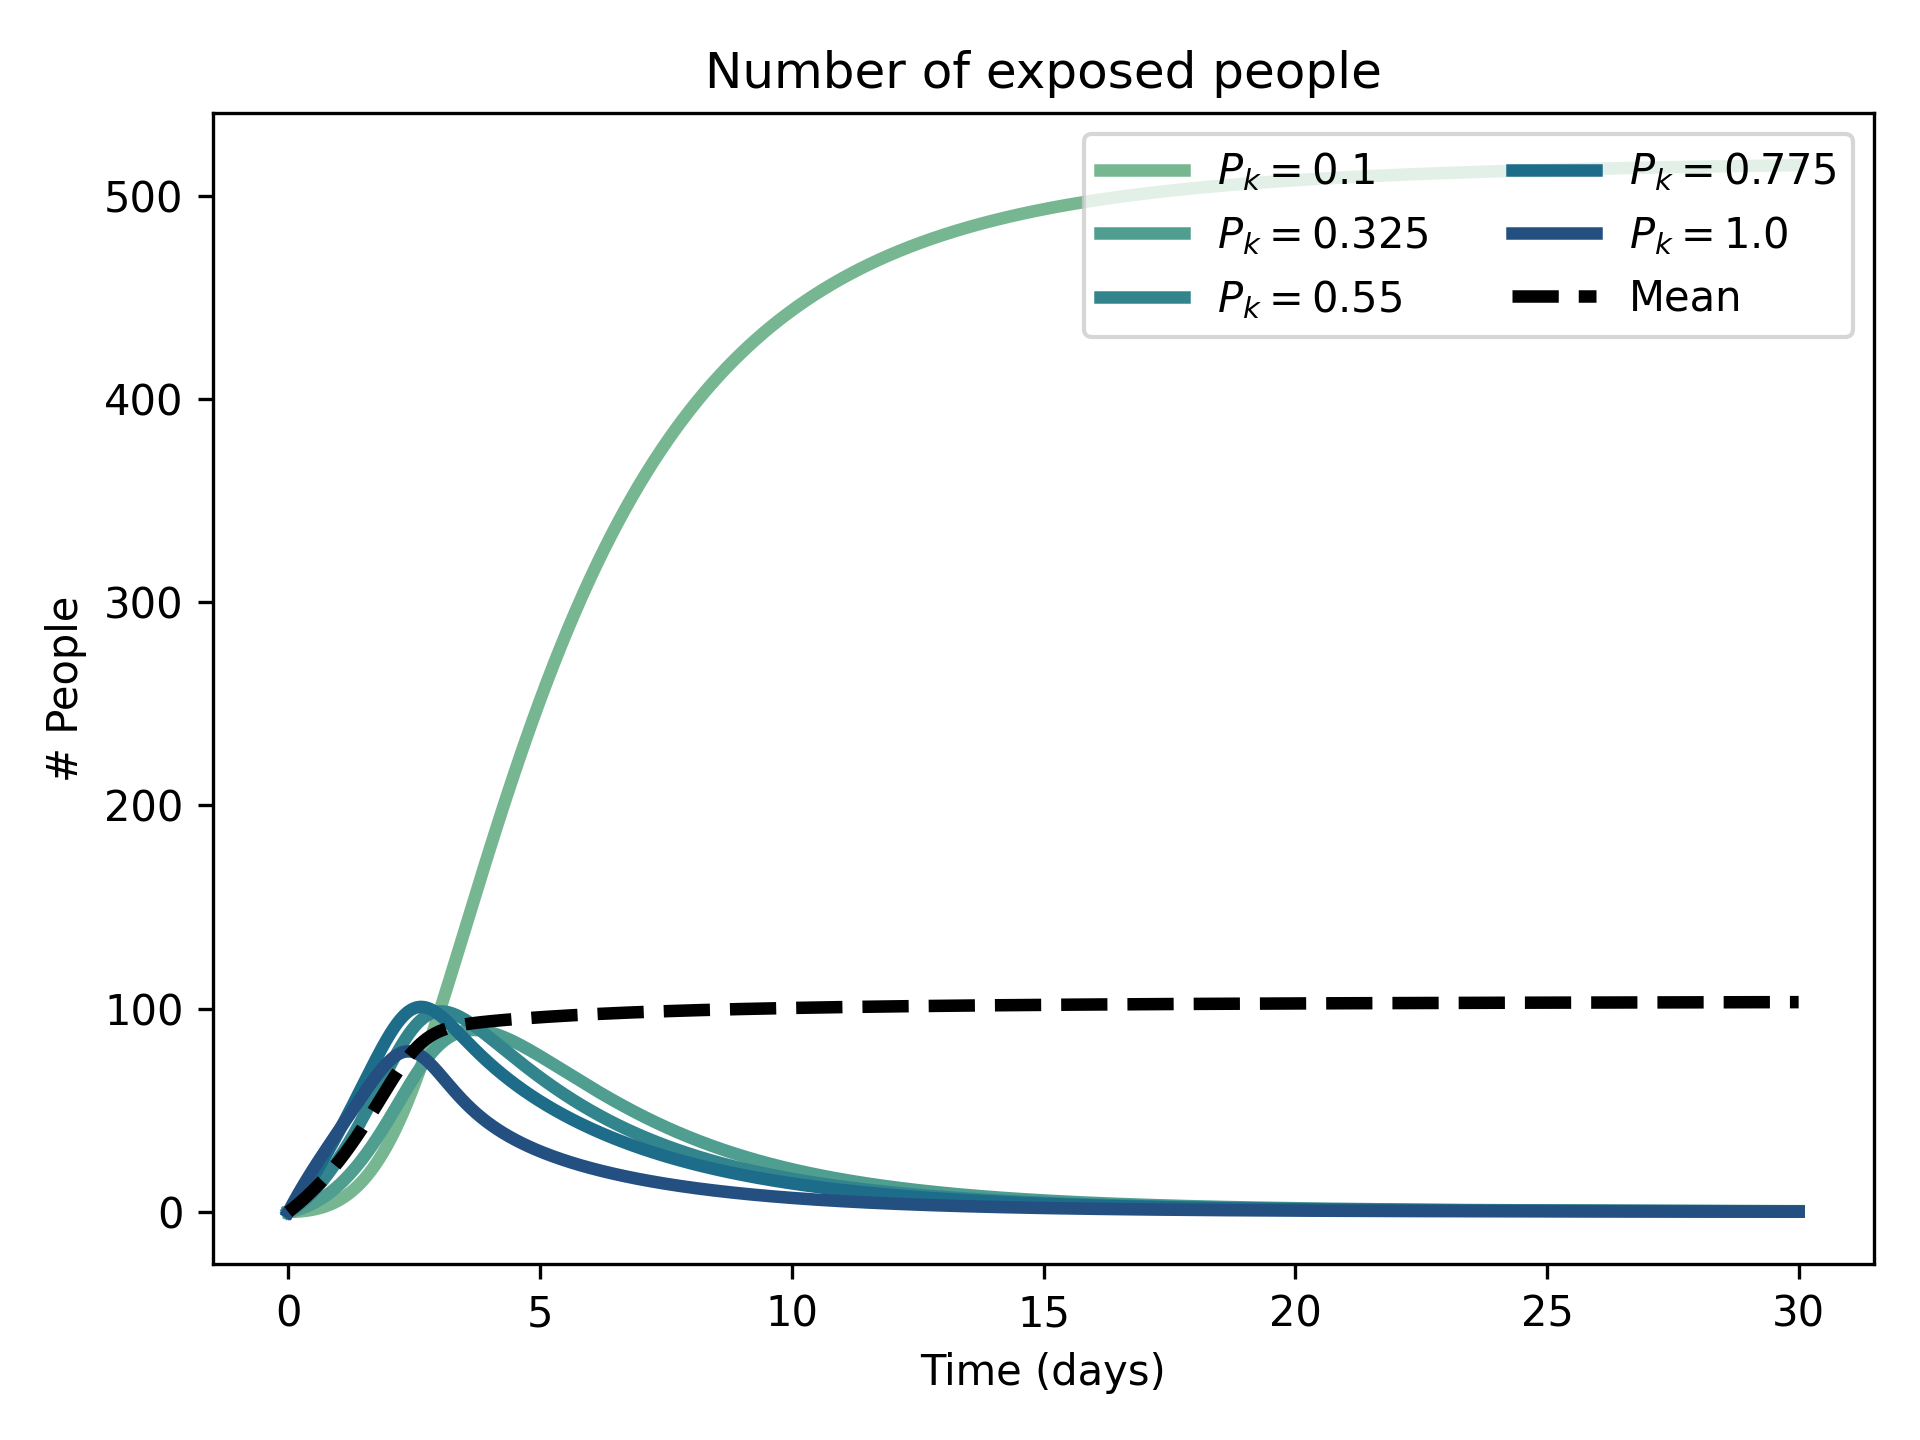 Number of exposed people
P_k = 0.1
P_k = 0.325
P_k = 0.55
P_k = 0.775
P_k = 1.0
Mean
# People
500
400
300
200
100
0
0 5 10 15 20 25 30
Time (days)